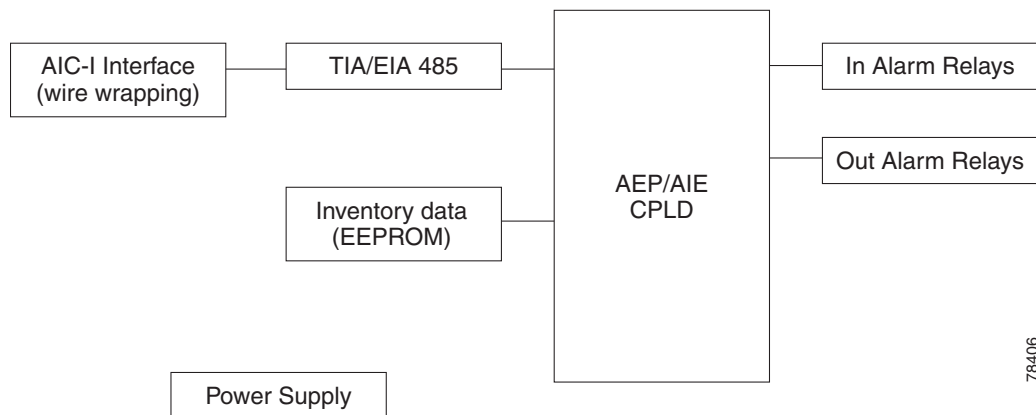 AIC-I Interface
(wire wrapping)
TIA/EIA 485
In Alarm Relays
Out Alarm Relays
AEP/AIE
CPLD
Inventory data
(EEPROM)
Power Supply
78406